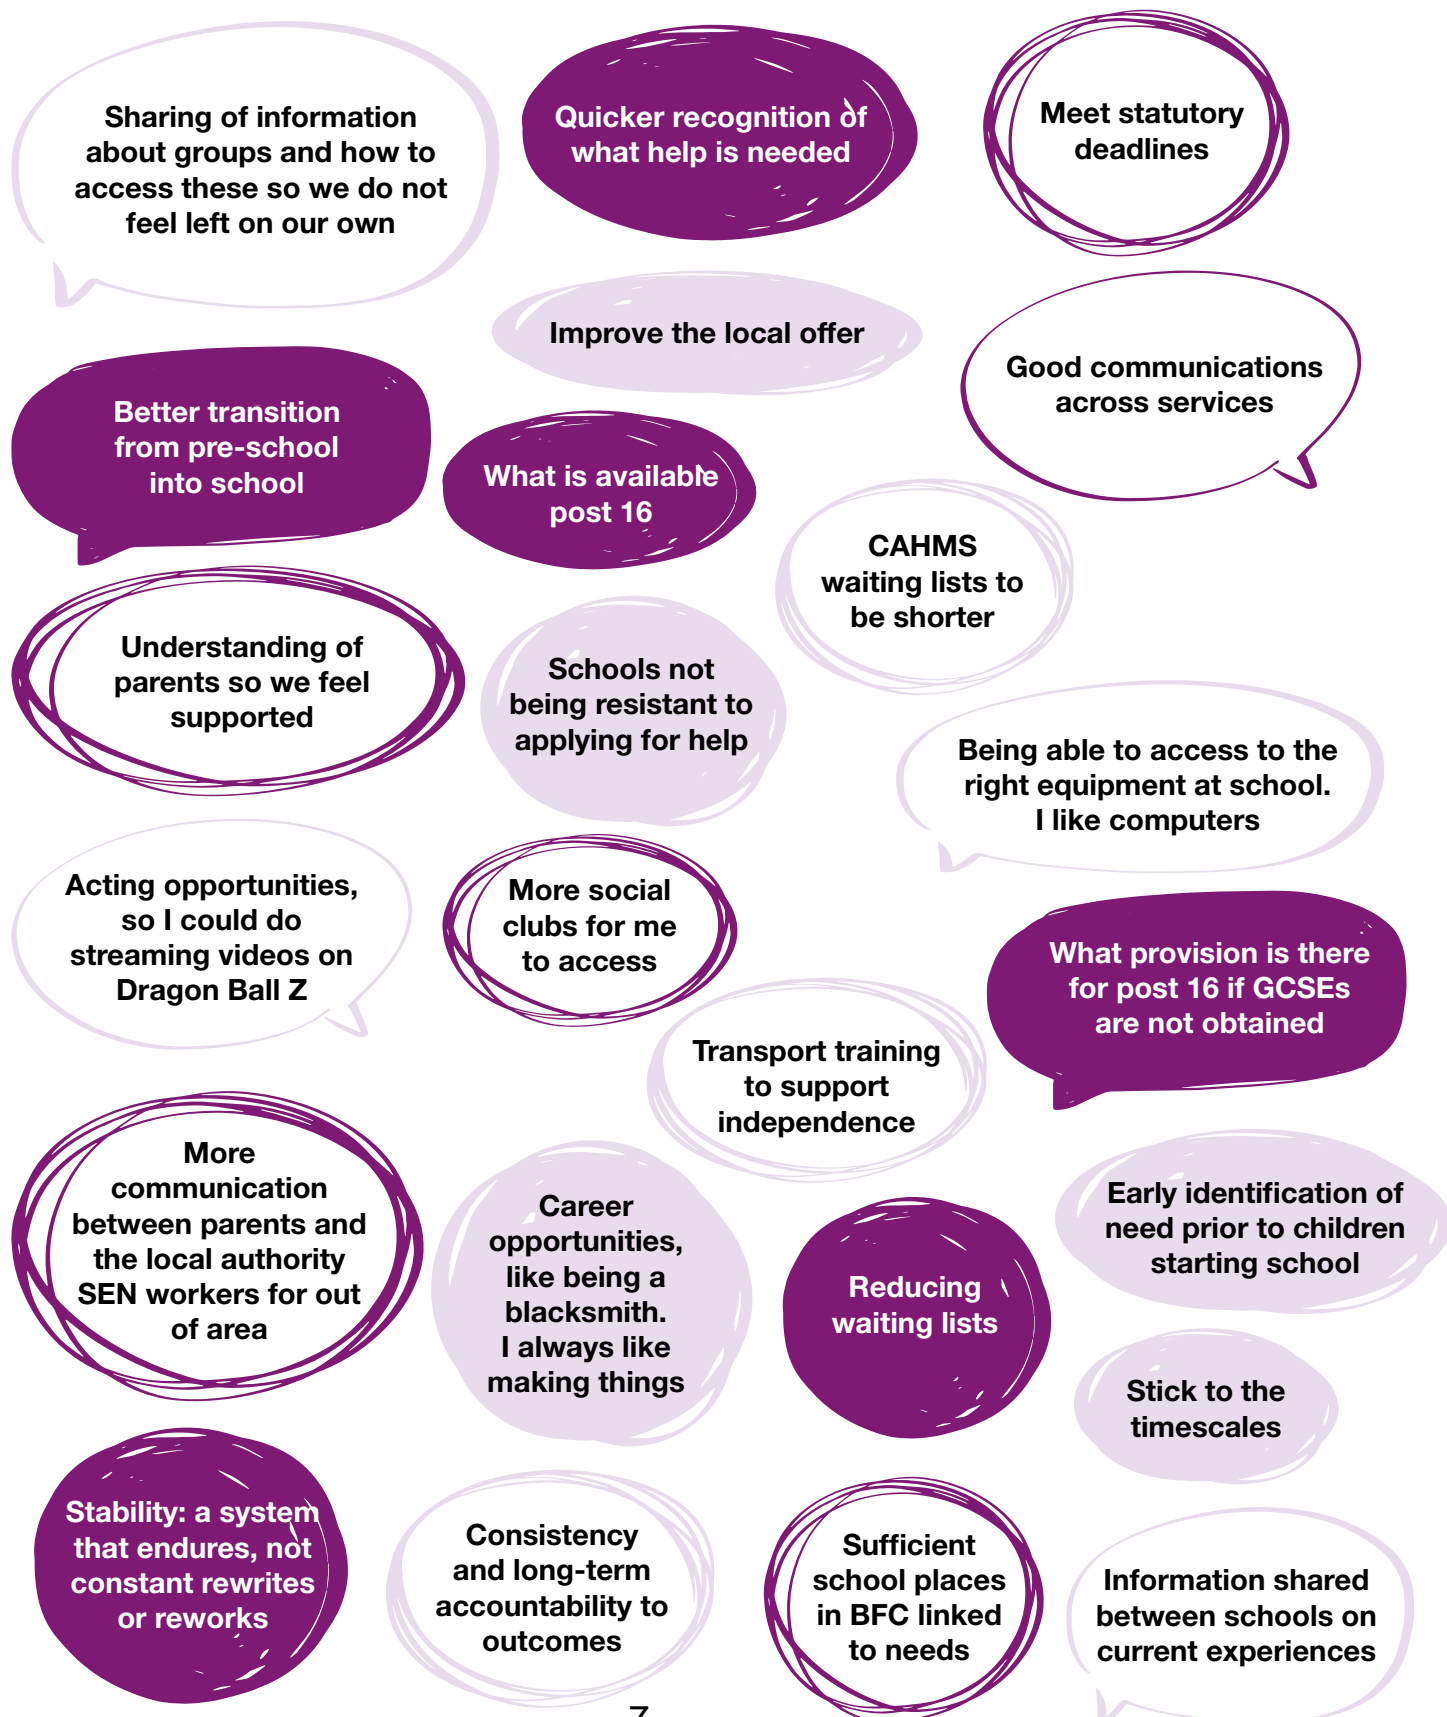 Sharing of information
about groups and how to
access these so we do not
feel left on our own
Quicker recognition of
what help is needed
Meet statutory
deadlines
Improve the local offer
Good communications
across services
Better transition
from pre-school
into school
What is available
post 16
CAHMS
waiting lists to
be shorter
Understanding of
parents so we feel
supported
Schools not
being resistant to
applying for help
Being able to access to the
right equipment at school.
I like computers
Acting opportunities,
so I could do
streaming videos on
Dragon Ball Z
More social
clubs for me
to access
What provision is there
for post 16 if GCSEs
are not obtained
Transport training
to support
independence
More
communication
between parents and
the local authority
SEN workers for out
of area
Career
opportunities,
like being a
blacksmith.
I always like
making things
Reducing
waiting lists
Early identification of
need prior to children
starting school
Stick to the
timescales
Stability: a system
that endures, not
constant rewrites
or reworks
Consistency
and long-term
accountability to
outcomes
Sufficient
school places
in BFC linked
to needs
Information shared
between schools on
current experiences
7